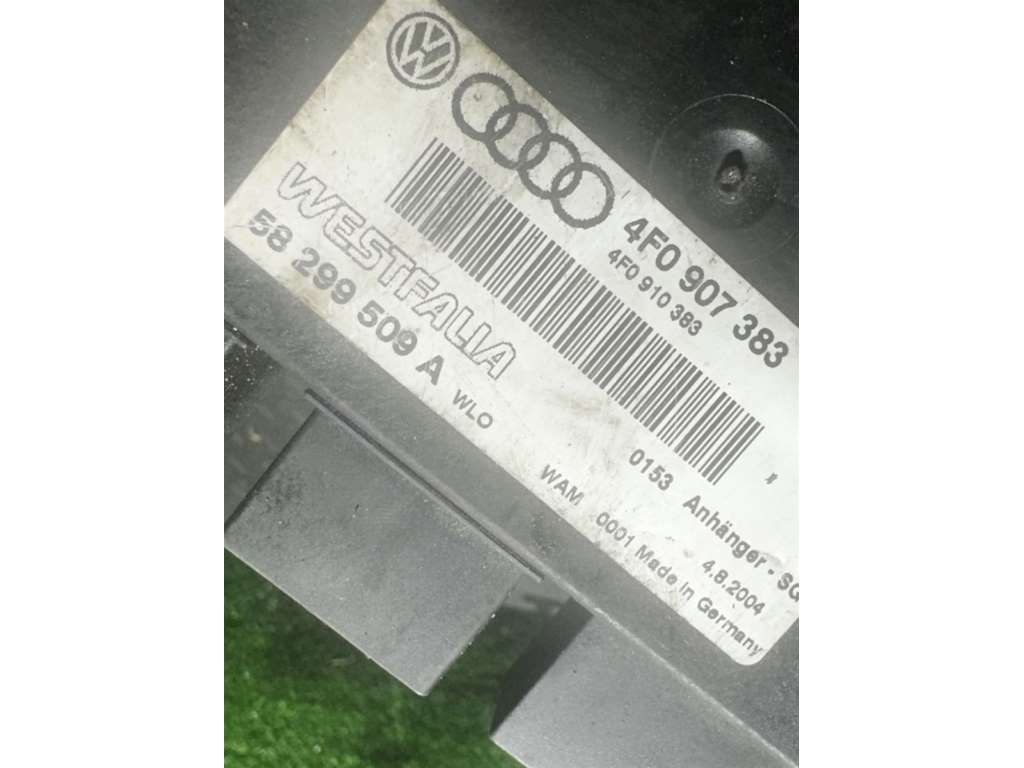 4F0 907 383
4F0 910 383
WESTFALIA
58 299 509 A WLO
0153 Anhänger - SG
WAM 4.8.2004
0001 Made in Germany